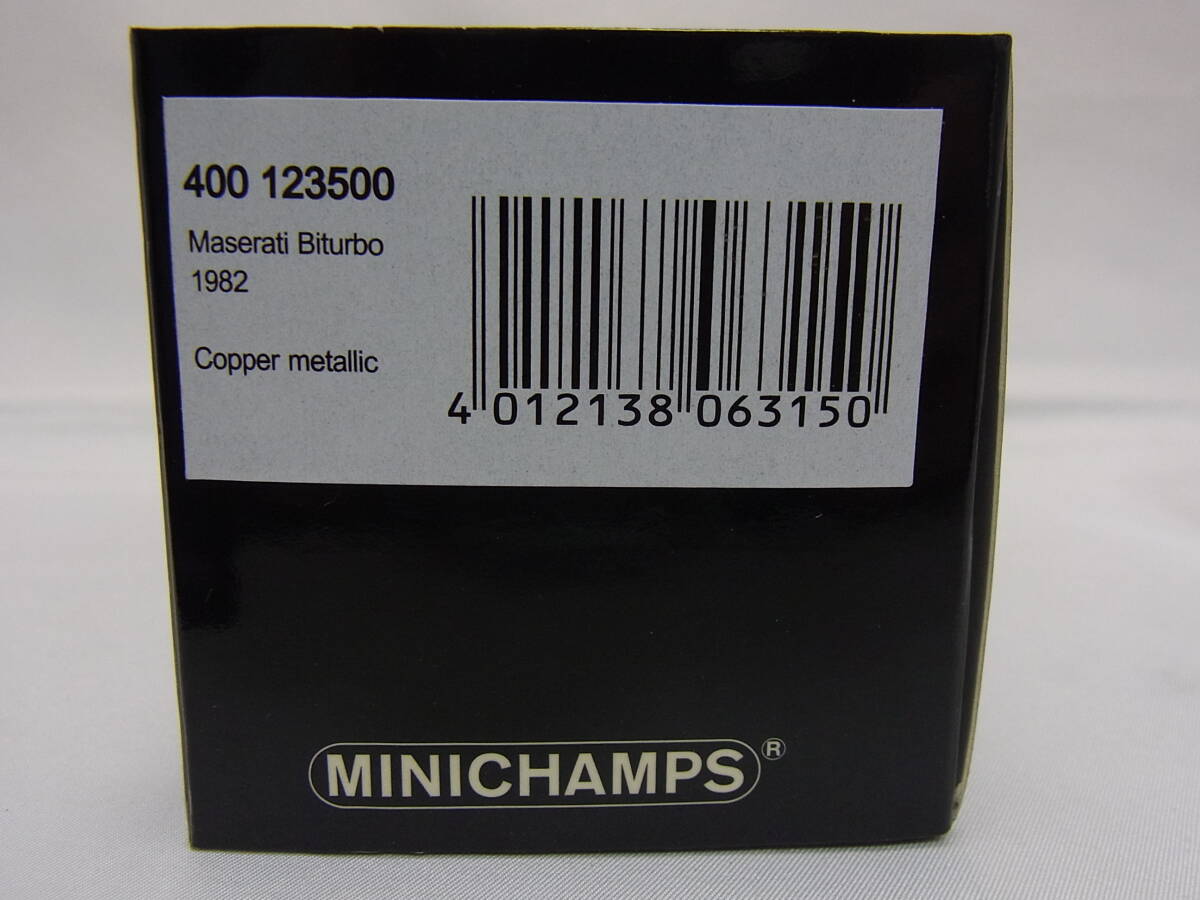 400 123500
Maserati Biturbo
1982
Copper metallic
4 012138 063150
MINICHAMPS®